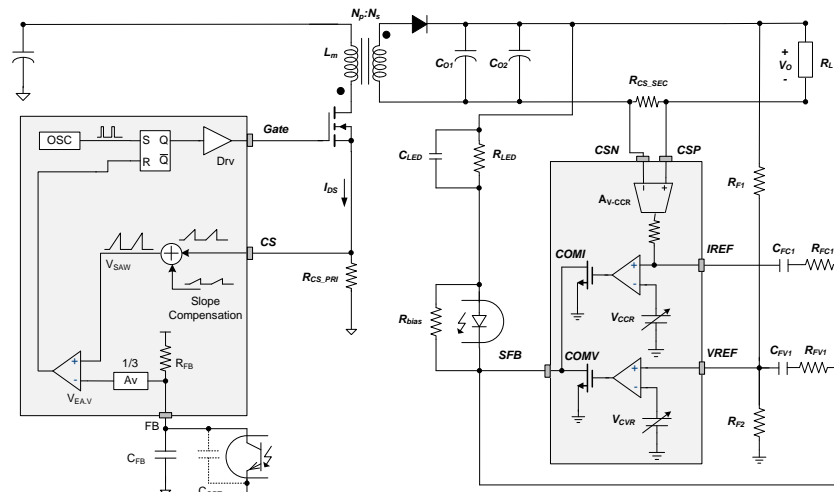 Np:Ns
Lm
CO1
CO2
+
VO
-
RL
RCS_SEC
OSC
S Q
R Q̅
Drv
Gate
CLED
RLED
CSN
CSP
- +
AV-CCR
RF1
IDS
CS
VSAW
Slope
Compensation
RCS_PRI
COMI
+
-
IREF
CFC1
RFC1
VCCR
Rbias
SFB
COMV
+
-
VREF
CFV1
RFV1
VCVR
RF2
RFB
1/3
Av
+
-
VEA.V
FB
CFB